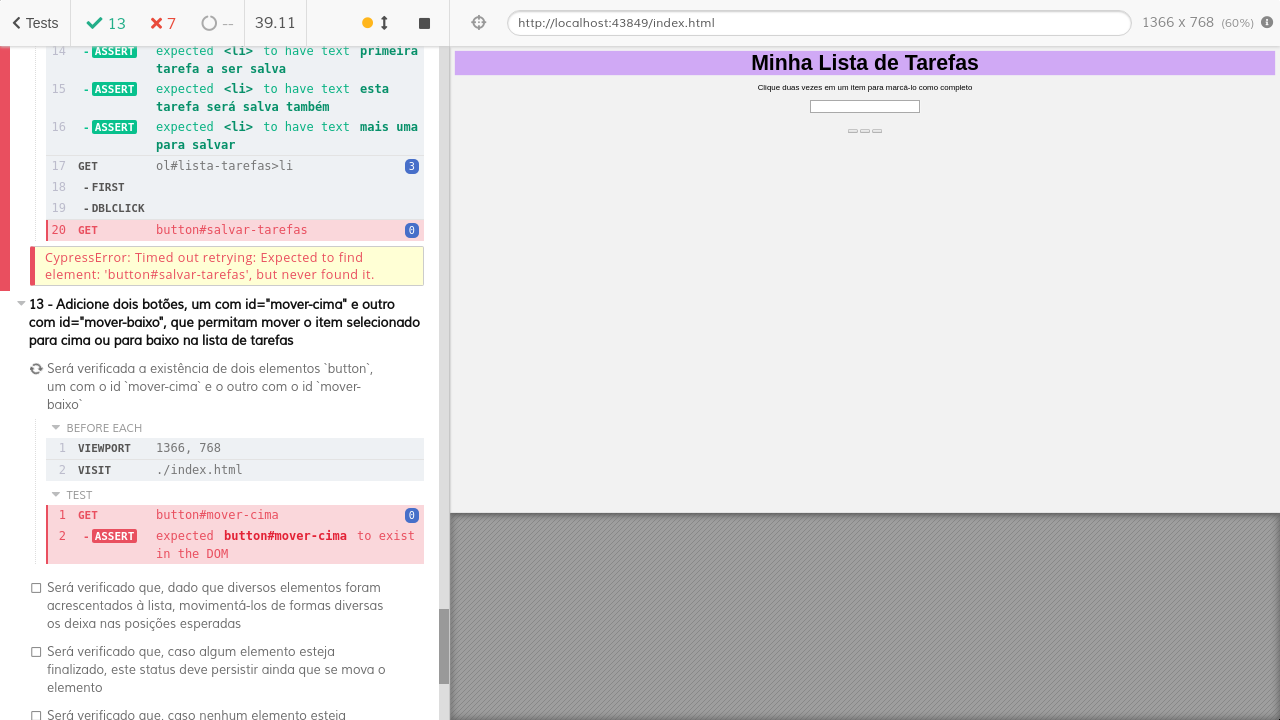 Tests
13
7
--
39.11
http://localhost:43849/index.html
1366 x 768 (60%)
14 - ASSERT expected <li> to have text primeira
tarefa a ser salva
15 - ASSERT expected <li> to have text esta
tarefa será salva também
16 - ASSERT expected <li> to have text mais uma
para salvar
17 GET ol#lista-tarefas>li 3
18 - FIRST
19 - DBLCLICK
20 GET button#salvar-tarefas 0
CypressError: Timed out retrying: Expected to find
element: 'button#salvar-tarefas', but never found it.
13 - Adicione dois botões, um com id="mover-cima" e outro
com id="mover-baixo", que permitam mover o item selecionado
para cima ou para baixo na lista de tarefas
Será verificada a existência de dois elementos `button`,
um com o id `mover-cima` e o outro com o id `mover-
baixo`
BEFORE EACH
1 VIEWPORT 1366, 768
2 VISIT ./index.html
TEST
1 GET button#mover-cima 0
2 - ASSERT expected button#mover-cima to exist
in the DOM
Será verificado que, dado que diversos elementos foram
acrescentados à lista, movimentá-los de formas diversas
os deixa nas posições esperadas
Será verificado que, caso algum elemento esteja
finalizado, este status deve persistir ainda que se mova o
elemento
Será verificado que, caso nenhum elemento esteja
Minha Lista de Tarefas
Clique duas vezes em um item para marcá-lo como completo